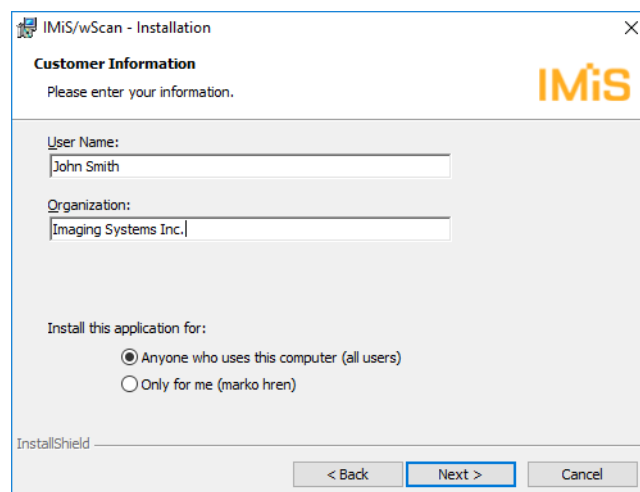 IMiS/wScan - Installation
Customer Information
Please enter your information.
IMiS
User Name:
John Smith
Organization:
Imaging Systems Inc.
Install this application for:
Anyone who uses this computer (all users)
Only for me (marko hren)
InstallShield
< Back Next > Cancel